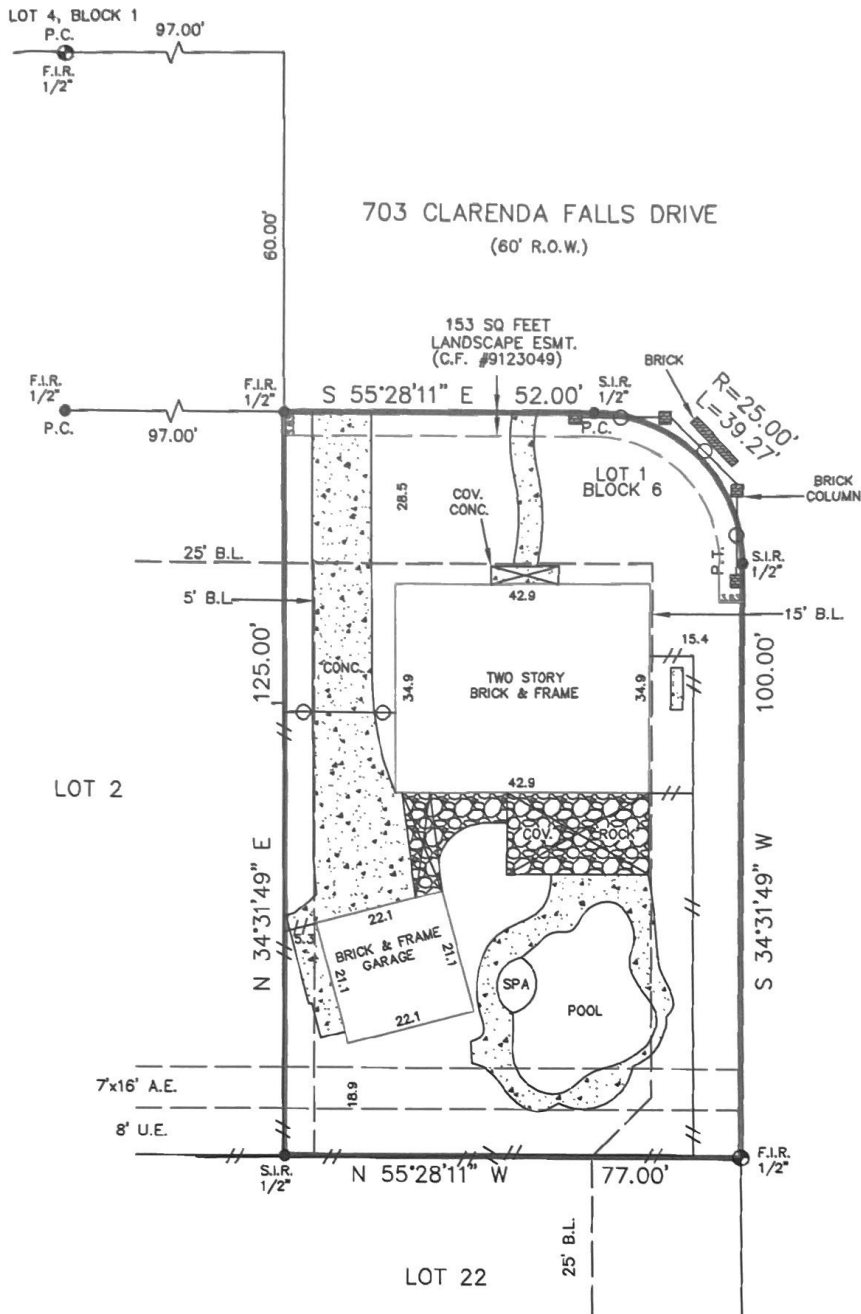 LOT 4, BLOCK 1
P.C.
97.00'
F.I.R.
1/2"
60.00'
703 CLARENDA FALLS DRIVE
(60' R.O.W.)
153 SQ FEET
LANDSCAPE ESMT.
(C.F. #9123049)
BRICK
R=25.00'
L=39.27'
F.I.R.
1/2"
P.C.
97.00'
F.I.R.
1/2"
S 55°28'11" E 52.00'
S.I.R.
1/2"
P.C.
LOT 1
BLOCK 6
BRICK
COLUMN
COV.
CONC.
28.5
25' B.L.
P.T.
S.I.R.
1/2"
5' B.L.
42.9
15' B.L.
15.4
125.00'
CONC.
34.9
TWO STORY
BRICK & FRAME
34.9
100.00'
LOT 2
42.9
COV. ROCK
N 34°31'49" E
S 34°31'49" W
22.1
5.3
BRICK & FRAME
GARAGE
21.1
21.1
22.1
SPA
POOL
7'x16' A.E.
18.9
8' U.E.
S.I.R.
1/2"
N 55°28'11" W 77.00'
F.I.R.
1/2"
25' B.L.
LOT 22